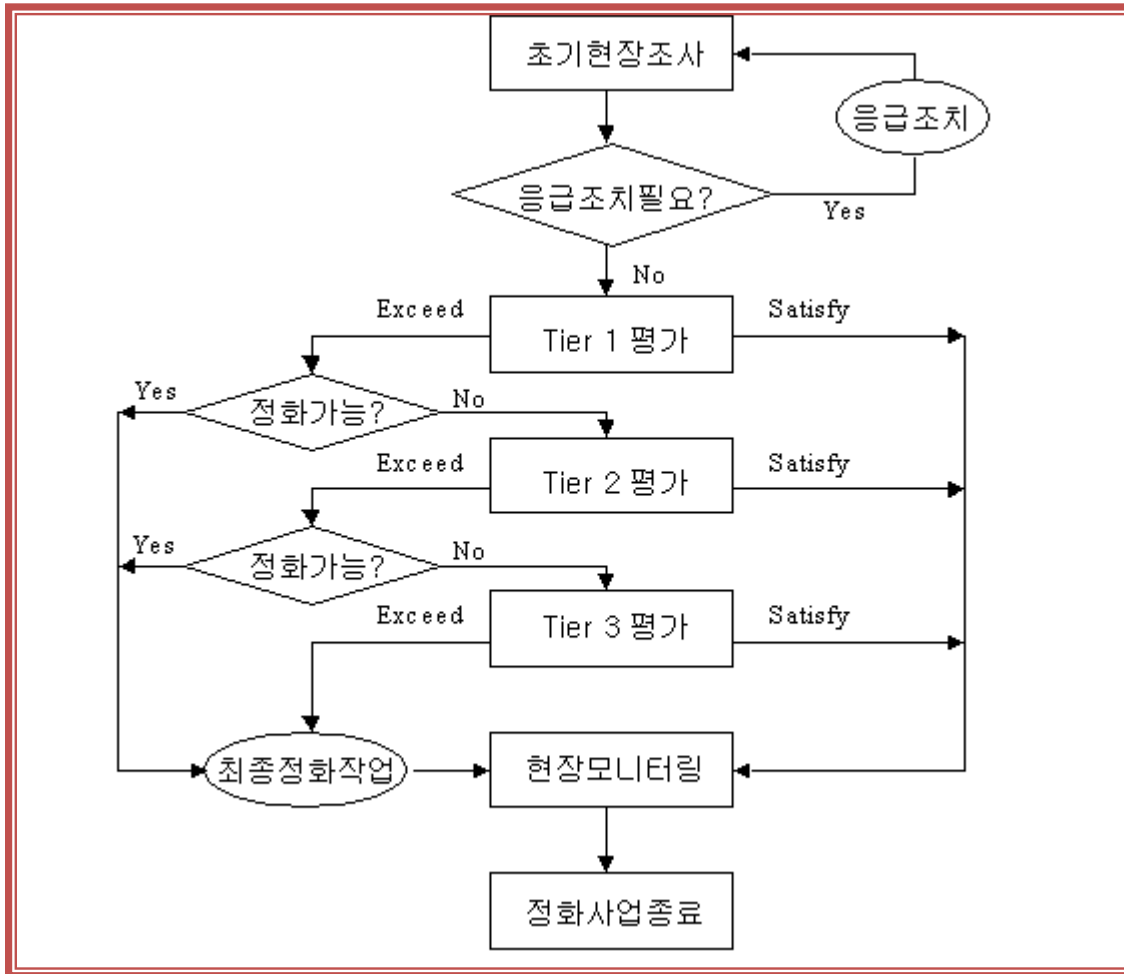 초기현장조사
응급조치
응급조치필요?
Yes
No
Exceed
Satisfy
Tier 1 평가
Yes
정화가능?
No
Exceed
Satisfy
Tier 2 평가
Yes
정화가능?
No
Exceed
Satisfy
Tier 3 평가
최종정화작업
현장모니터링
정화사업종료